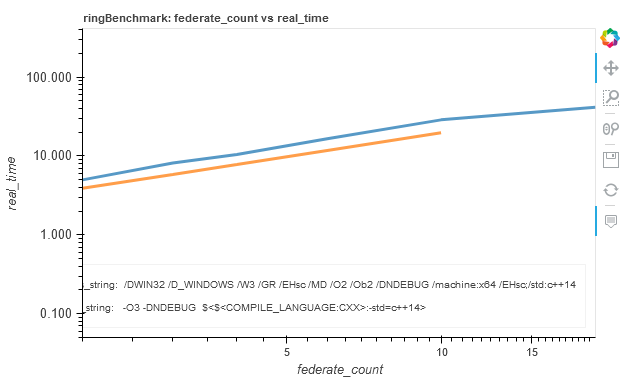 ringBenchmark: federate_count vs real_time
100.000
10.000
1.000
0.100
real_time
_string: /DWIN32 /D_WINDOWS /W3 /GR /EHsc /MD /O2 /Ob2 /DNDEBUG /machine:x64 /EHsc;/std:c++14
_string: -O3 -DNDEBUG $<$<COMPILE_LANGUAGE:CXX>:-std=c++14>
5
10
15
federate_count